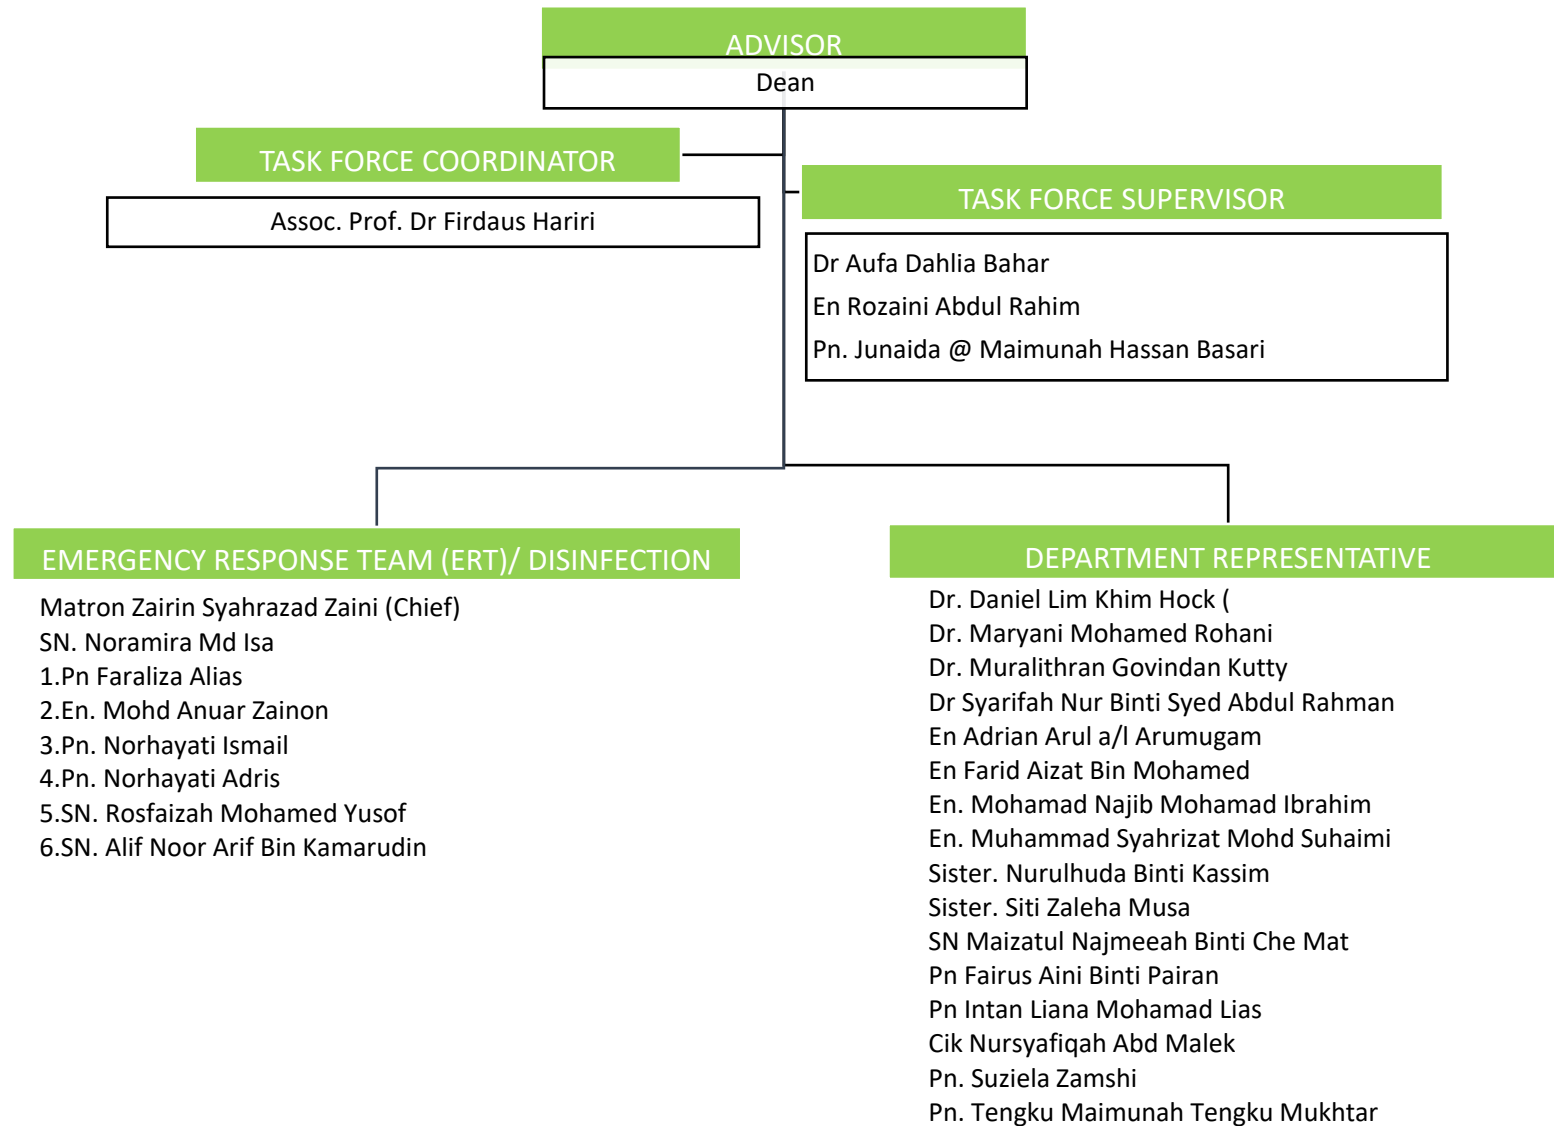 ADVISOR
Dean
TASK FORCE COORDINATOR
Assoc. Prof. Dr Firdaus Hariri
TASK FORCE SUPERVISOR
Dr Aufa Dahlia Bahar
En Rozaini Abdul Rahim
Pn. Junaida @ Maimunah Hassan Basari
EMERGENCY RESPONSE TEAM (ERT)/ DISINFECTION
Matron Zairin Syahrazad Zaini (Chief)
SN. Noramira Md Isa
1.Pn Faraliza Alias
2.En. Mohd Anuar Zainon
3.Pn. Norhayati Ismail
4.Pn. Norhayati Adris
5.SN. Rosfaizah Mohamed Yusof
6.SN. Alif Noor Arif Bin Kamarudin
DEPARTMENT REPRESENTATIVE
Dr. Daniel Lim Khim Hock (
Dr. Maryani Mohamed Rohani
Dr. Muralithran Govindan Kutty
Dr Syarifah Nur Binti Syed Abdul Rahman
En Adrian Arul a/l Arumugam
En Farid Aizat Bin Mohamed
En. Mohamad Najib Mohamad Ibrahim
En. Muhammad Syahrizat Mohd Suhaimi
Sister. Nurulhuda Binti Kassim
Sister. Siti Zaleha Musa
SN Maizatul Najmeeah Binti Che Mat
Pn Fairus Aini Binti Pairan
Pn Intan Liana Mohamad Lias
Cik Nursyafiqah Abd Malek
Pn. Suziela Zamshi
Pn. Tengku Maimunah Tengku Mukhtar